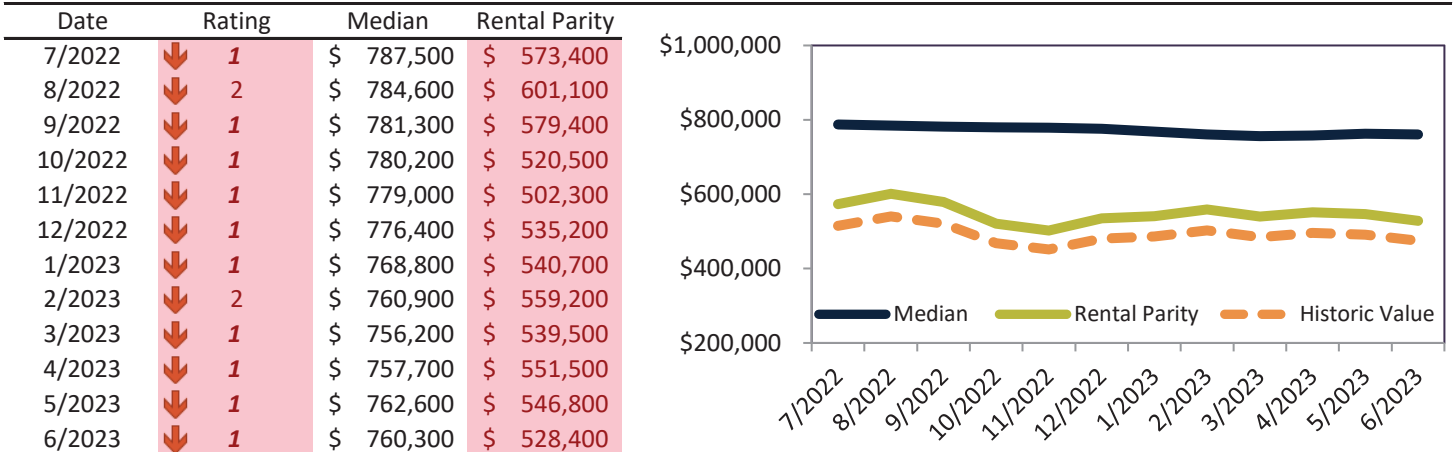 Date Rating Median Rental Parity
7/2022 1 $ 787,500 $ 573,400
8/2022 2 $ 784,600 $ 601,100
9/2022 1 $ 781,300 $ 579,400
10/2022 1 $ 780,200 $ 520,500
11/2022 1 $ 779,000 $ 502,300
12/2022 1 $ 776,400 $ 535,200
1/2023 1 $ 768,800 $ 540,700
2/2023 2 $ 760,900 $ 559,200
3/2023 1 $ 756,200 $ 539,500
4/2023 1 $ 757,700 $ 551,500
5/2023 1 $ 762,600 $ 546,800
6/2023 1 $ 760,300 $ 528,400
$1,000,000
$800,000
$600,000
$400,000
$200,000
Median Rental Parity Historic Value
7/2022 8/2022 9/2022 10/2022 11/2022 12/2022 1/2023 2/2023 3/2023 4/2023 5/2023 6/2023